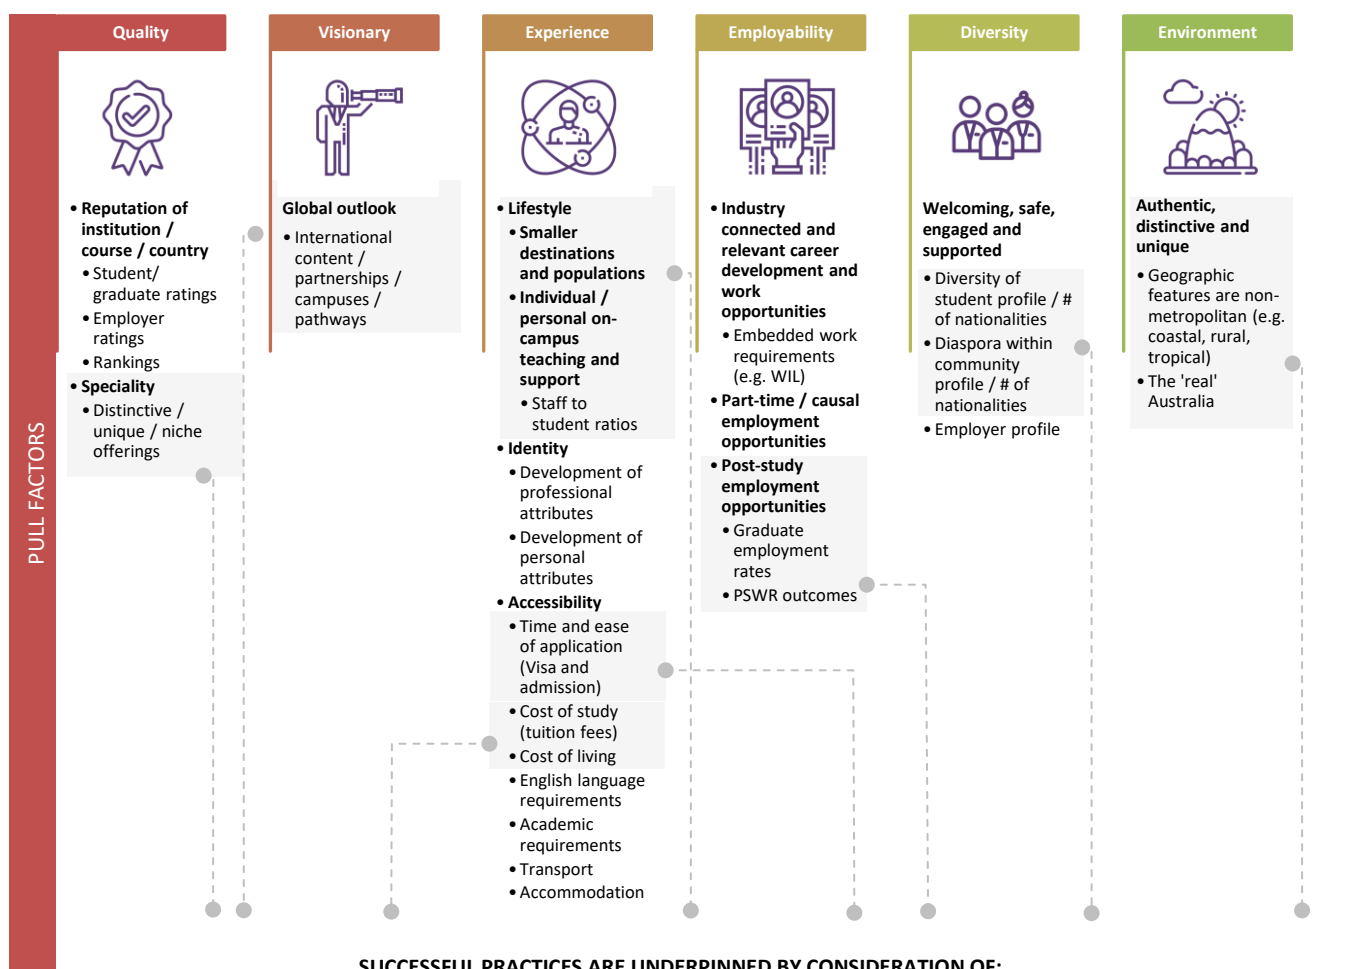 Quality
Visionary
Experience
Employability
Diversity
Environment
PULL FACTORS
• Reputation of
institution /
course / country
• Student/
graduate ratings
• Employer
ratings
• Rankings
• Speciality
• Distinctive /
unique / niche
offerings
Global outlook
• International
content /
partnerships /
campuses /
pathways
• Lifestyle
• Smaller
destinations
and populations
• Individual /
personal on-
campus
teaching and
support
• Staff to
student ratios
• Identity
• Development of
professional
attributes
• Development of
personal
attributes
• Accessibility
• Time and ease
of application
(Visa and
admission)
• Cost of study
(tuition fees)
• Cost of living
• English language
requirements
• Academic
requirements
• Transport
• Accommodation
• Industry
connected and
relevant career
development and
work
opportunities
• Embedded work
requirements
(e.g. WIL)
• Part-time / causal
employment
opportunities
• Post-study
employment
opportunities
• Graduate
employment
rates
• PSWR outcomes
Welcoming, safe,
engaged and
supported
• Diversity of
student profile / #
of nationalities
• Diaspora within
community
profile / # of
nationalities
• Employer profile
Authentic,
distinctive and
unique
• Geographic
features are non-
metropolitan (e.g.
coastal, rural,
tropical)
• The 'real'
Australia
SUCCESSFUL PRACTICES ARE UNDERPINNED BY CONSIDERATION OF: